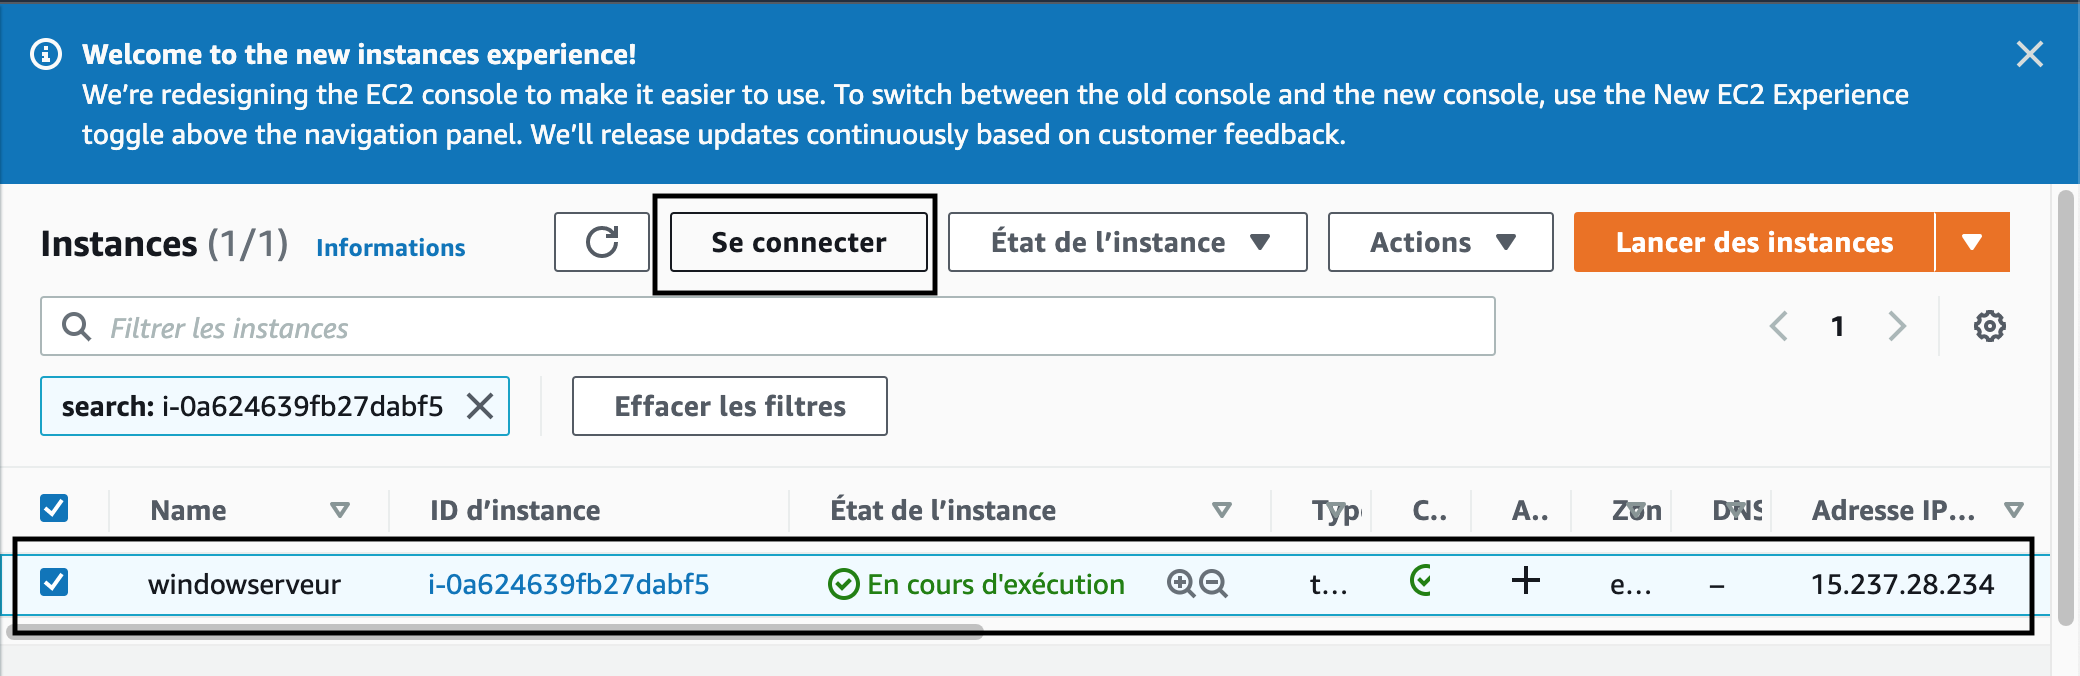 Welcome to the new instances experience!
We're redesigning the EC2 console to make it easier to use. To switch between the old console and the new console, use the New EC2 Experience
toggle above the navigation panel. We'll release updates continuously based on customer feedback.
Instances (1/1) Informations Se connecter État de l'instance Actions Lancer des instances
Filtrer les instances 1
search: i-0a624639fb27dabf5 Effacer les filtres
Name ID d'instance État de l'instance Typ C.. A.. Zon DNS Adresse IP...
windowserveur i-0a624639fb27dabf5 En cours d'exécution t... e... – 15.237.28.234